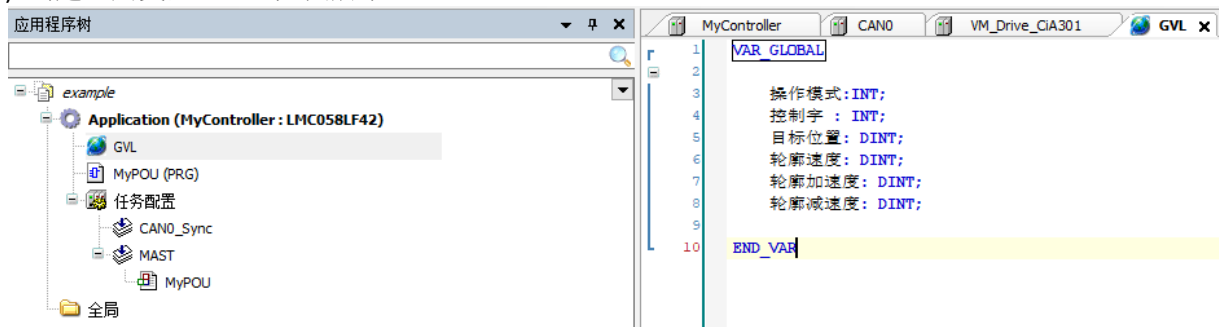 应用程序树
example
Application (MyController : LMC058LF42)
GVL
MyPOU (PRG)
任务配置
CAN0_Sync
MAST
MyPOU
全局
MyController
CAN0
VM_Drive_CiA301
GVL
1 VAR_GLOBAL
2
3 操作模式:INT;
4 控制字 : INT;
5 目标位置: DINT;
6 轮廓速度: DINT;
7 轮廓加速度: DINT;
8 轮廓减速度: DINT;
9
10 END_VAR